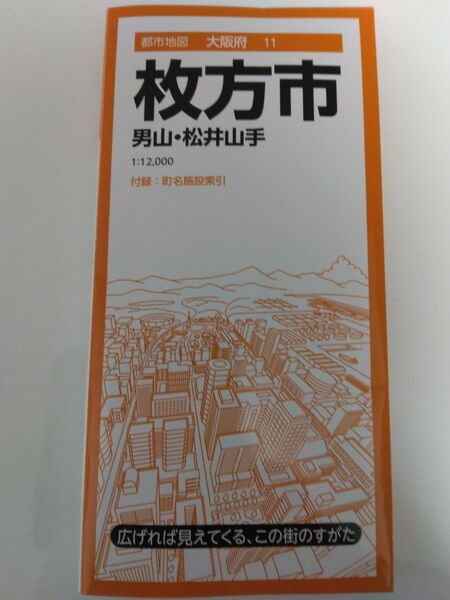 都市地図 大阪府 11
枚方市
男山・松井山手
1:12,000
付録：町名施設索引
広げれば見えてくる、この街のすがた